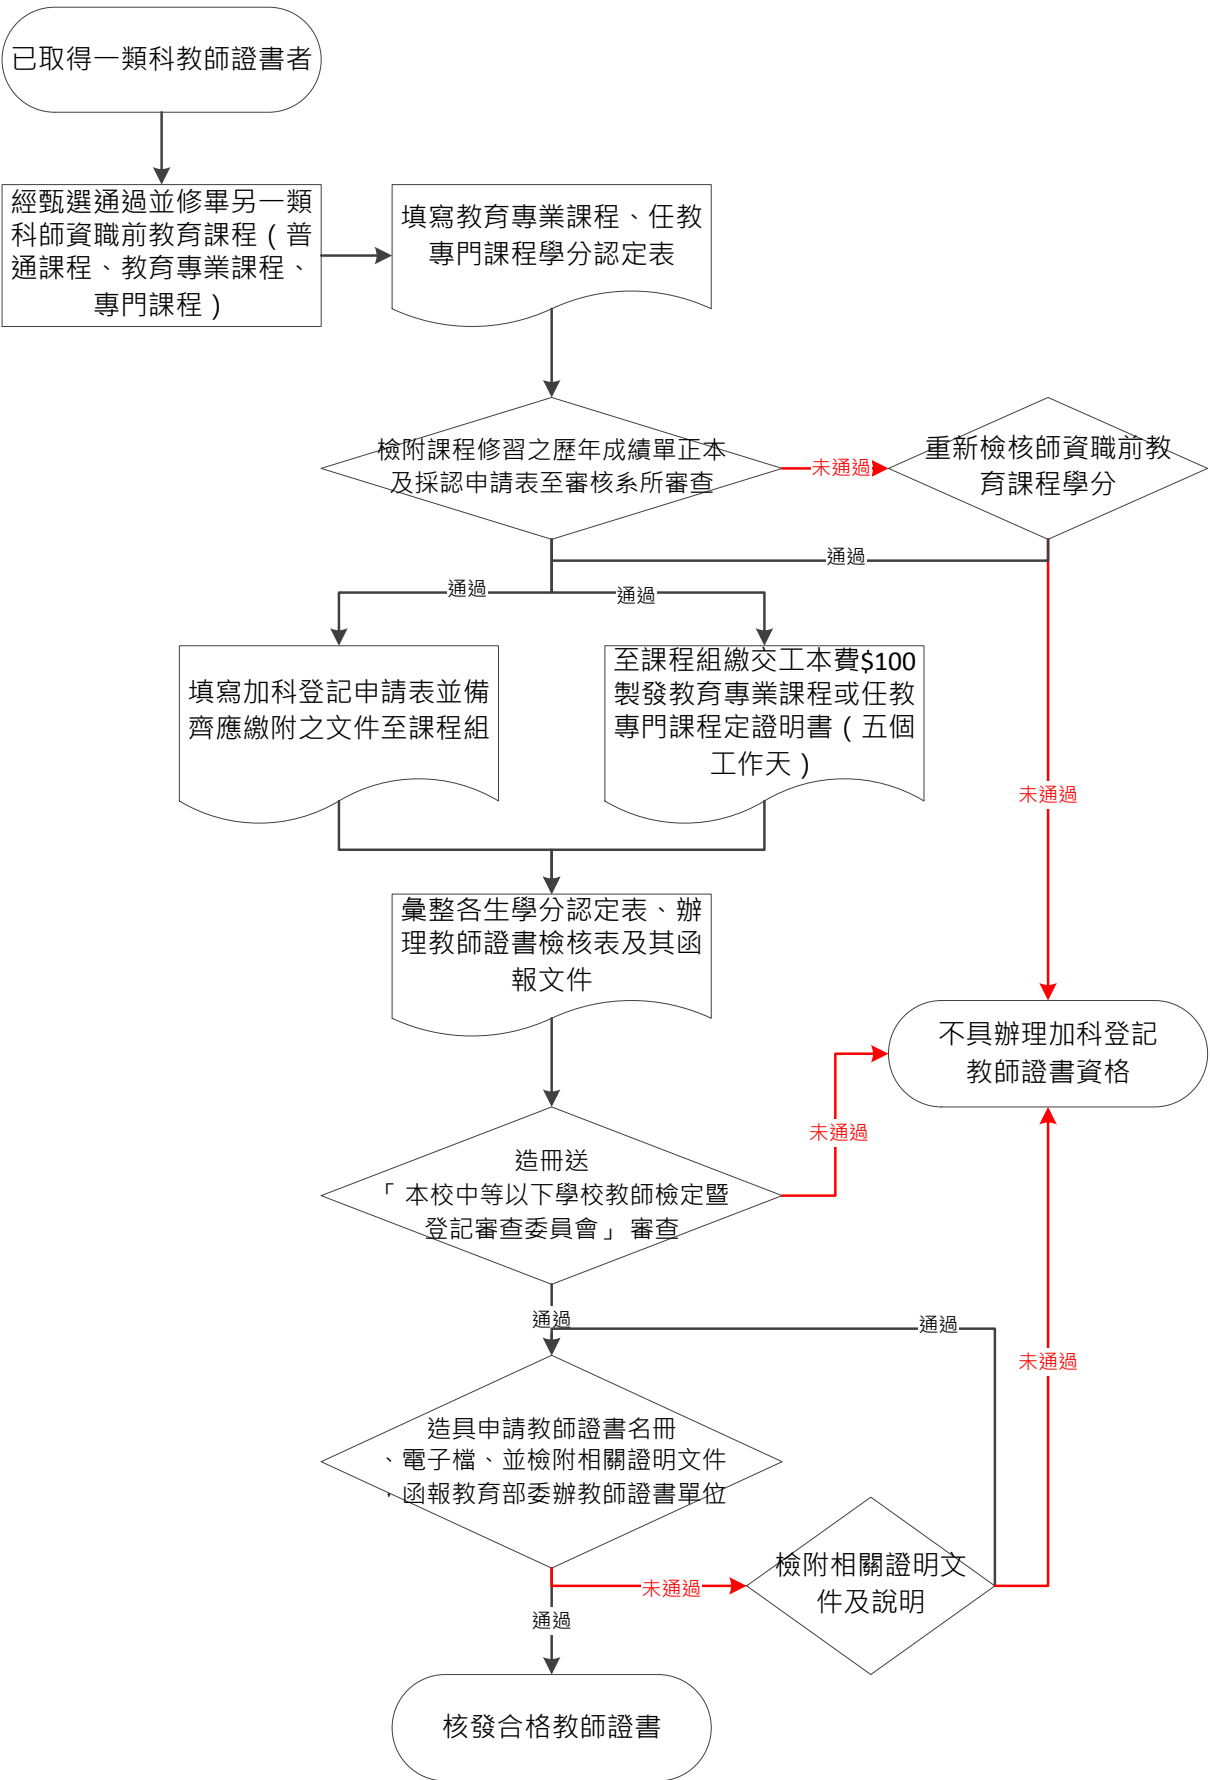 已取得一類科教師證書者
經甄選通過並修畢另一類
科師資職前教育課程（普
通課程、教育專業課程、
專門課程）
填寫教育專業課程、任教
專門課程學分認定表
檢附課程修習之歷年成績單正本
及採認申請表至審核系所審查
未通過
重新檢核師資職前教
育課程學分
通過
通過
通過
填寫加科登記申請表並備
齊應繳附之文件至課程組
至課程組繳交工本費$100
製發教育專業課程或任教
專門課程定證明書（五個
工作天）
未通過
彙整各生學分認定表、辦
理教師證書檢核表及其函
報文件
不具辦理加科登記
教師證書資格
未通過
造冊送
「 本校中等以下學校教師檢定暨
登記審查委員會」 審查
通過
通過
未通過
造具申請教師證書名冊
、電子檔、並檢附相關證明文件
，函報教育部委辦教師證書單位
未通過
檢附相關證明文
件及說明
通過
核發合格教師證書